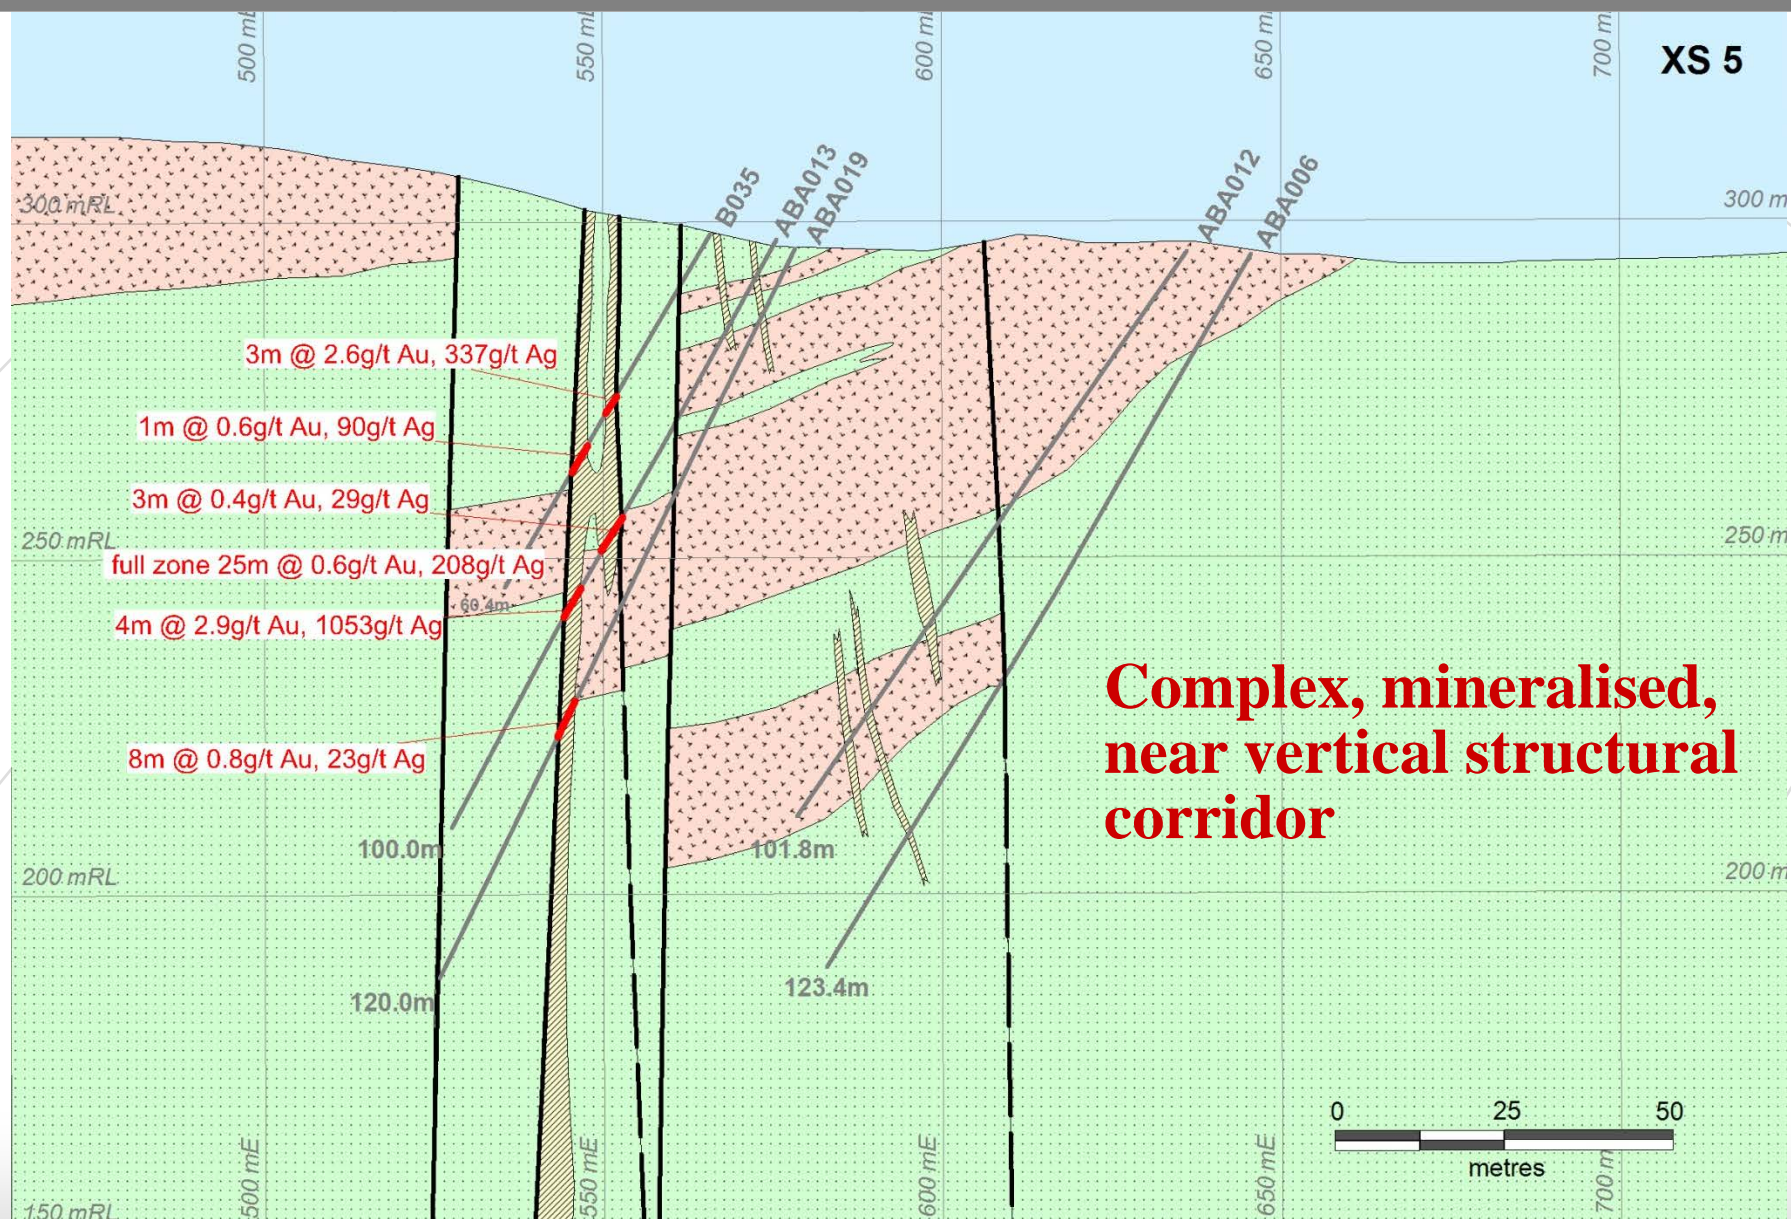 500 mE
550 mE
600 mE
650 mE
700 mE
XS 5
300 mRL
300 m
B035
ABA013
ABA019
ABA012
ABA006
3m @ 2.6g/t Au, 337g/t Ag
1m @ 0.6g/t Au, 90g/t Ag
3m @ 0.4g/t Au, 29g/t Ag
250 mRL
250 m
full zone 25m @ 0.6g/t Au, 208g/t Ag
60.4m
4m @ 2.9g/t Au, 1053g/t Ag
8m @ 0.8g/t Au, 23g/t Ag
Complex, mineralised,
near vertical structural
corridor
100.0m
101.8m
200 mRL
200 m
120.0m
123.4m
0 25 50
metres
500 mE
550 mE
600 mE
650 mE
700 m
150 mRL